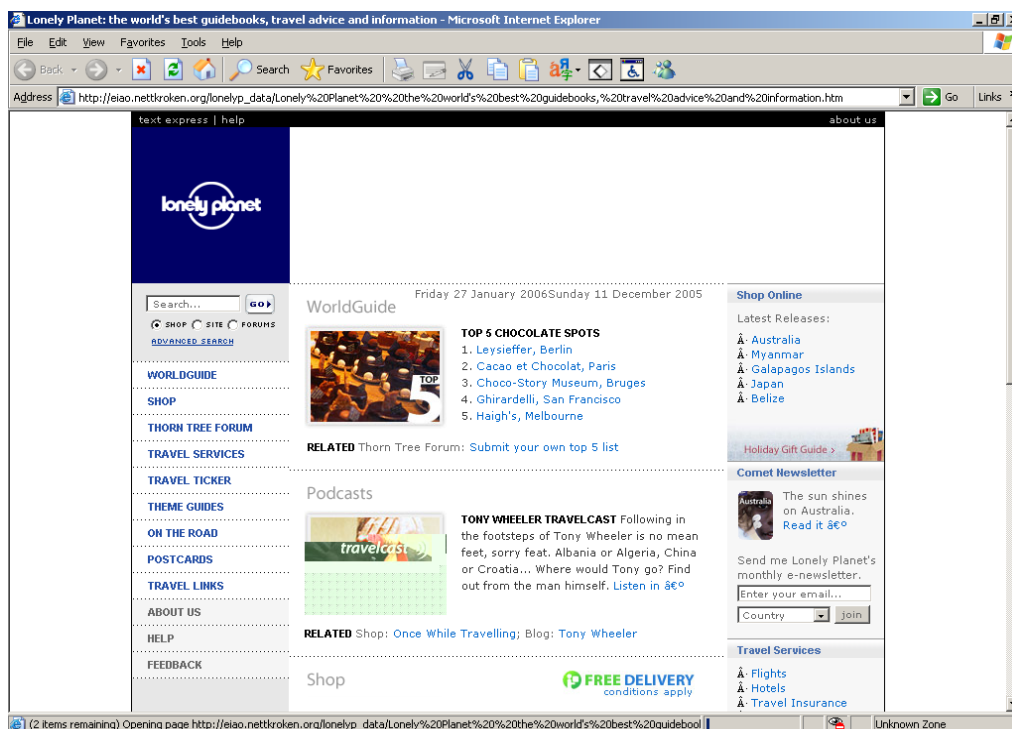 Lonely Planet: the world's best guidebooks, travel advice and information - Microsoft Internet Explorer
File Edit View Favorites Tools Help
Back Search Favorites
Address http://eiao.nettkroken.org/lonelyp_data/Lonely%20Planet%20%20the%20world's%20best%20guidebooks,%20travel%20advice%20and%20information.htm Go Links
text express | help about us
lonely planet
Search... GO
SHOP SITE FORUMS
ADVANCED SEARCH
WORLDGUIDE
SHOP
THORN TREE FORUM
TRAVEL SERVICES
TRAVEL TICKER
THEME GUIDES
ON THE ROAD
POSTCARDS
TRAVEL LINKS
ABOUT US
HELP
FEEDBACK
Friday 27 January 2006Sunday 11 December 2005
WorldGuide
TOP 5
TOP 5 CHOCOLATE SPOTS
1. Leysieffer, Berlin
2. Cacao et Chocolat, Paris
3. Choco-Story Museum, Bruges
4. Ghirardelli, San Francisco
5. Haigh's, Melbourne
RELATED Thorn Tree Forum: Submit your own top 5 list
Podcasts
travelcast
TONY WHEELER TRAVELCAST Following in
the footsteps of Tony Wheeler is no mean
feet, sorry feat. Albania or Algeria, China
or Croatia... Where would Tony go? Find
out from the man himself. Listen in â€º
RELATED Shop: Once While Travelling; Blog: Tony Wheeler
Shop
FREE DELIVERY
conditions apply
Shop Online
Latest Releases:
Â· Australia
Â· Myanmar
Â· Galapagos Islands
Â· Japan
Â· Belize
Holiday Gift Guide >
Comet Newsletter
Australia
The sun shines
on Australia.
Read it â€º
Send me Lonely Planet's
monthly e-newsletter.
Enter your email...
Country join
Travel Services
Â· Flights
Â· Hotels
Â· Travel Insurance
(2 items remaining) Opening page http://eiao.nettkroken.org/lonelyp_data/Lonely%20Planet%20%20the%20world's%20best%20guidebool Unknown Zone